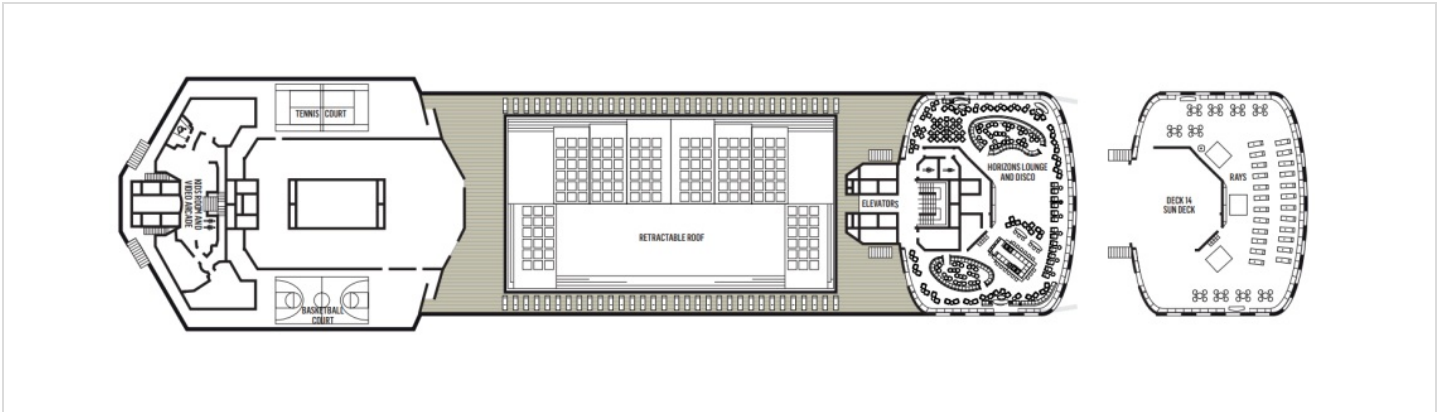 TENNIS COURT
KIDS ROOM AND
VIDEO ARCADE
BASKETBALL
COURT
RETRACTABLE ROOF
ELEVATORS
HORIZONS LOUNGE
AND DISCO
DECK 14
SUN DECK
RAYS